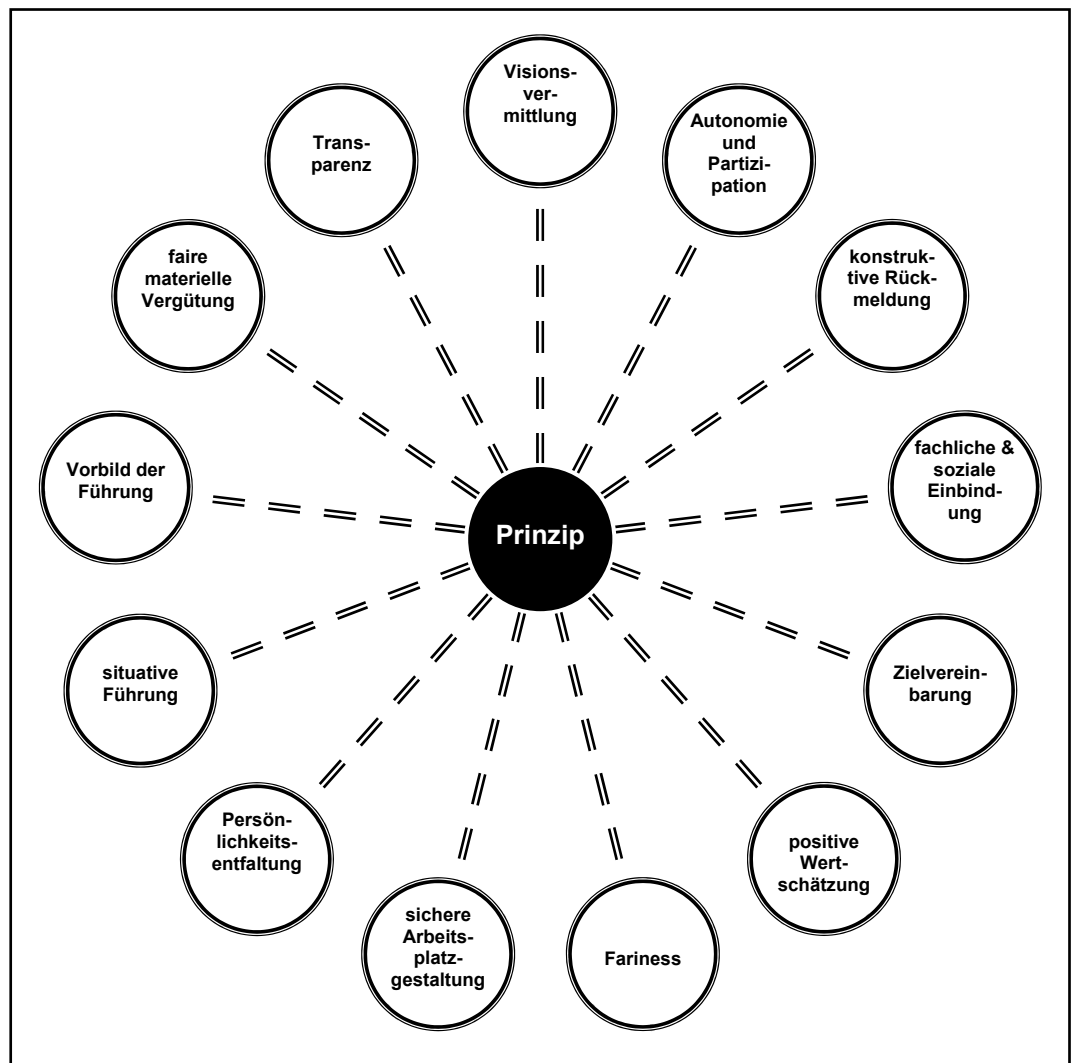 Visions-
ver-
mittlung
Autonomie
und
Partizi-
pation
Trans-
parenz
konstruk-
tive Rück-
meldung
faire
materielle
Vergütung
fachliche &
soziale
Einbind-
ung
Vorbild der
Führung
Prinzip
Zielverein-
barung
situative
Führung
positive
Wert-
schätzung
Persön-
lichkeits-
entfaltung
sichere
Arbeits-
platz-
gestaltung
Fariness